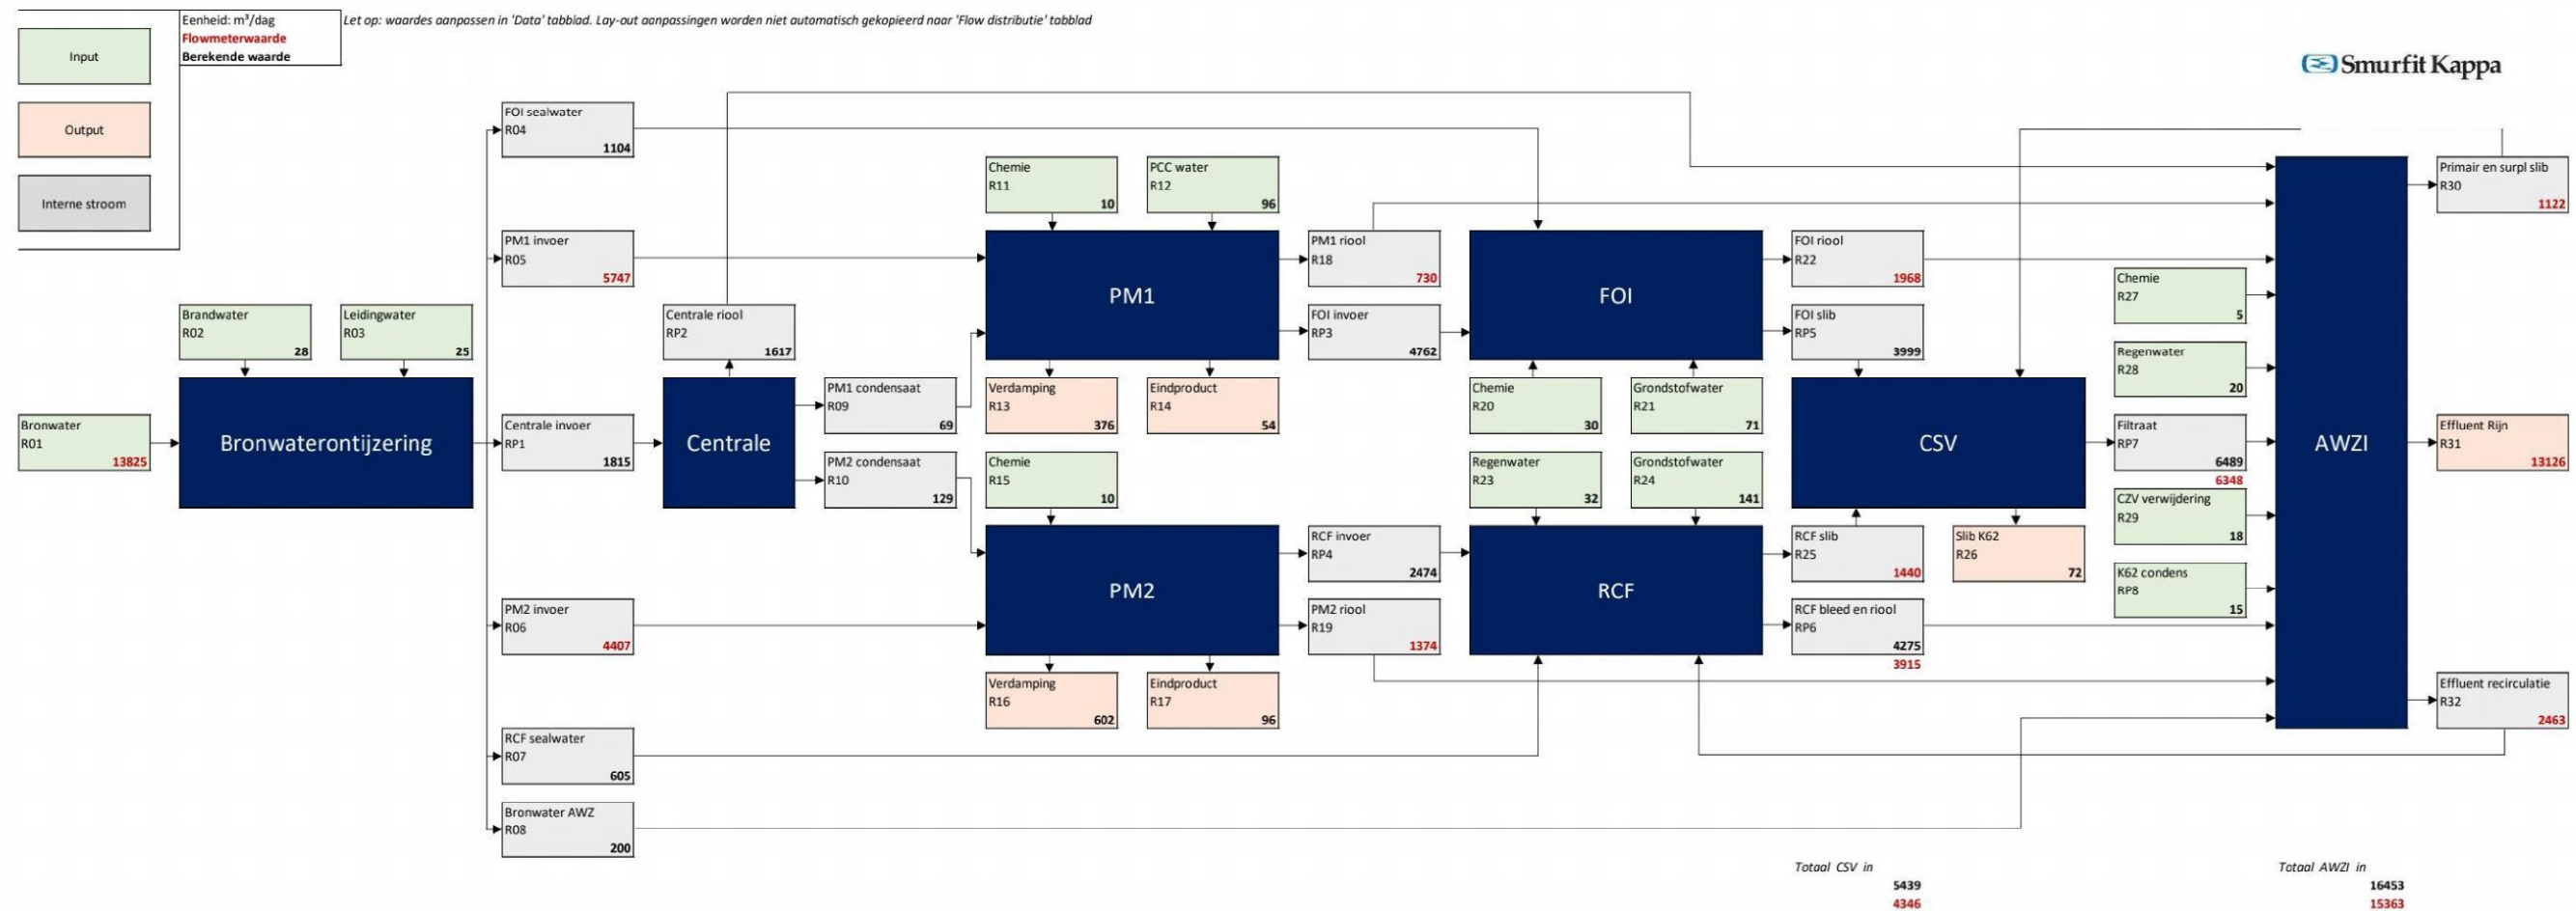 Eenheid: m³/dag
Flowmeterwaarde
Berekende waarde
Let op: waardes aanpassen in 'Data' tabblad. Lay-out aanpassingen worden niet automatisch gekopieerd naar 'Flow distributie' tabblad
Input
Output
Interne stroom
Smurfit Kappa
Bronwater
R01
13825
Brandwater
R02
28
Leidingwater
R03
25
Bronwaterontijzering
FOI sealwater
R04
1104
PM1 invoer
R05
5747
Centrale invoer
RP1
1815
PM2 invoer
R06
4407
RCF sealwater
R07
605
Bronwater AWZ
R08
200
Centrale riool
RP2
1617
Centrale
PM1 condensaat
R09
69
PM2 condensaat
R10
129
Chemie
R11
10
PCC water
R12
96
PM1
Verdamping
R13
376
Eindproduct
R14
54
Chemie
R15
10
PM2
Verdamping
R16
602
Eindproduct
R17
96
PM1 riool
R18
730
FOI invoer
RP3
4762
RCF invoer
RP4
2474
PM2 riool
R19
1374
FOI
Chemie
R20
30
Grondstofwater
R21
71
Regenwater
R23
32
Grondstofwater
R24
141
RCF
FOI riool
R22
1968
FOI slib
RP5
3999
CSV
RCF slib
R25
1440
Slib K62
R26
72
RCF bleed en riool
RP6
4275
3915
Chemie
R27
5
Regenwater
R28
20
Filtraat
RP7
6489
6348
CZV verwijdering
R29
18
K62 condens
RP8
15
AWZI
Primair en surpl slib
R30
1122
Effluent Rijn
R31
13126
Effluent recirculatie
R32
2463
Totaal CSV in
5439
4346
Totaal AWZI in
16453
15363